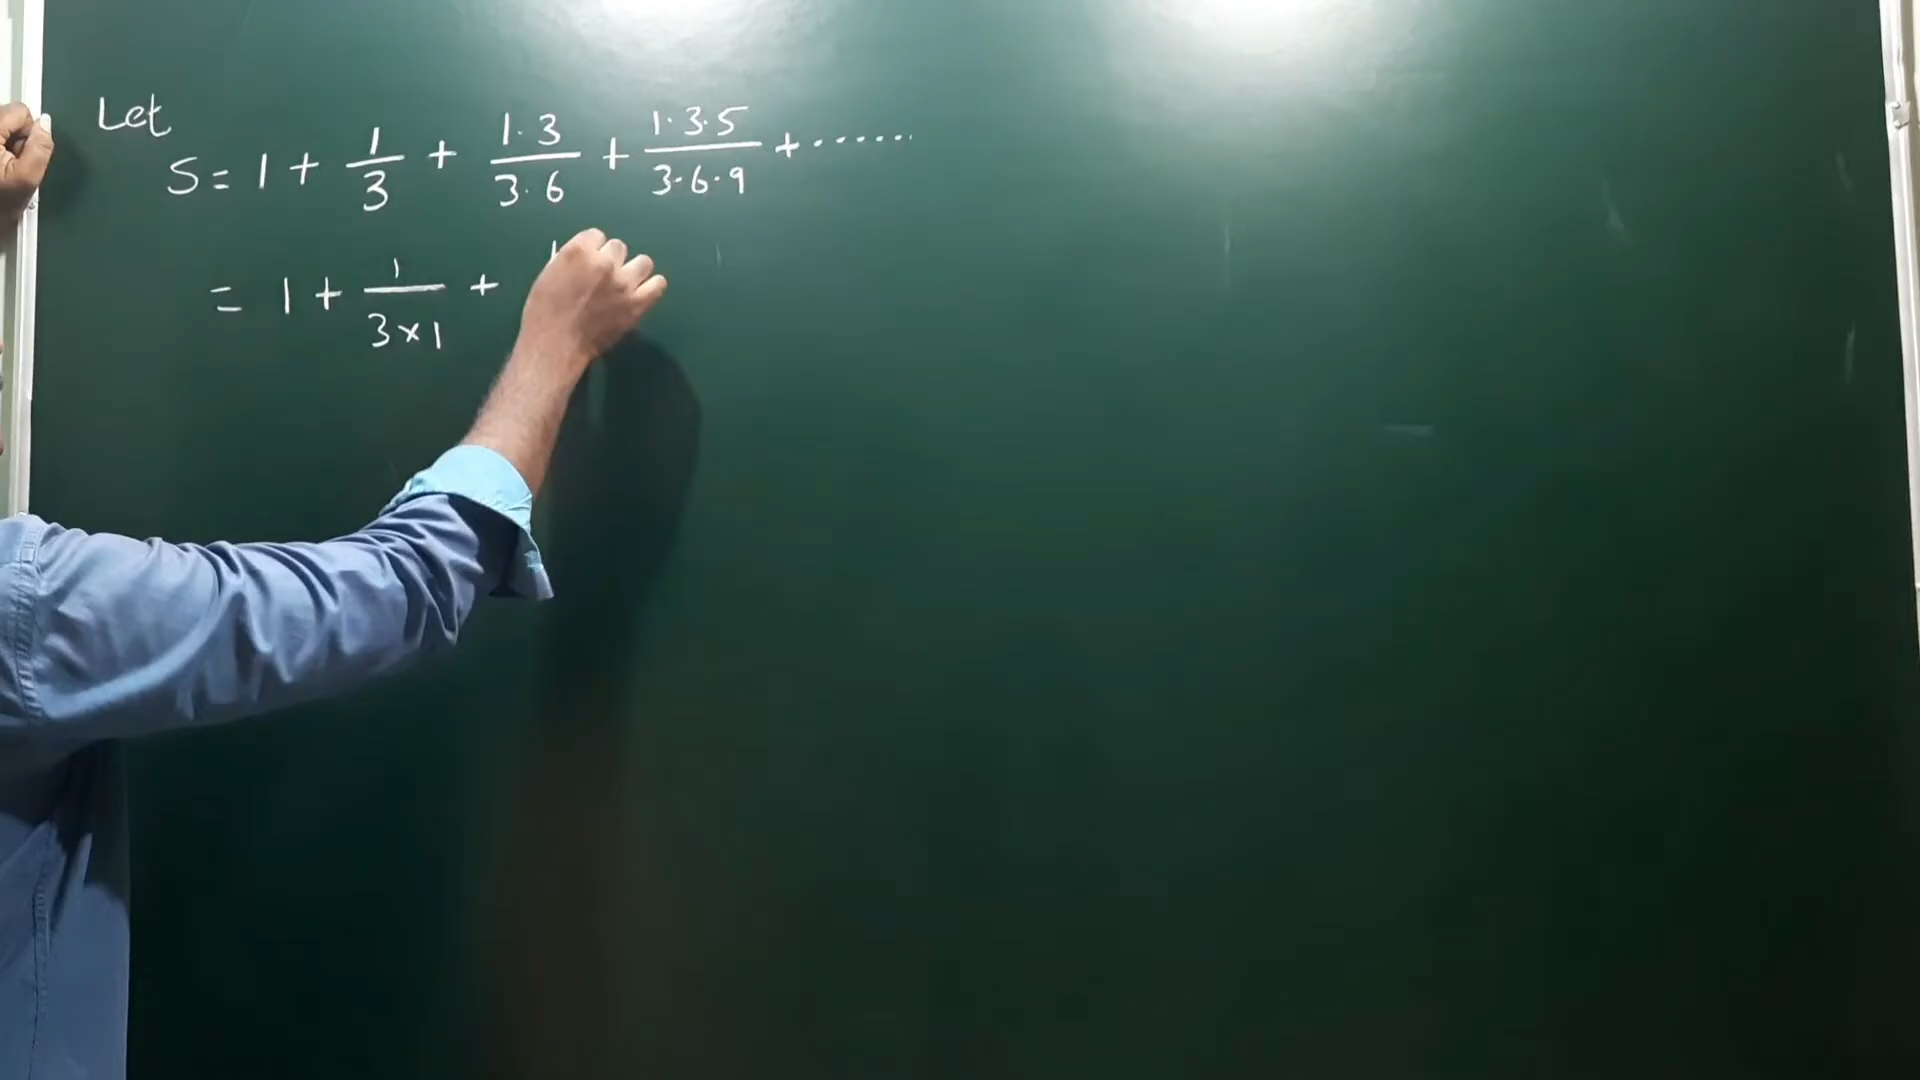 Let
S = 1 + 1/3 + 1·3/3·6 + 1·3·5/3·6·9 + ······
= 1 + 1/3×1 +